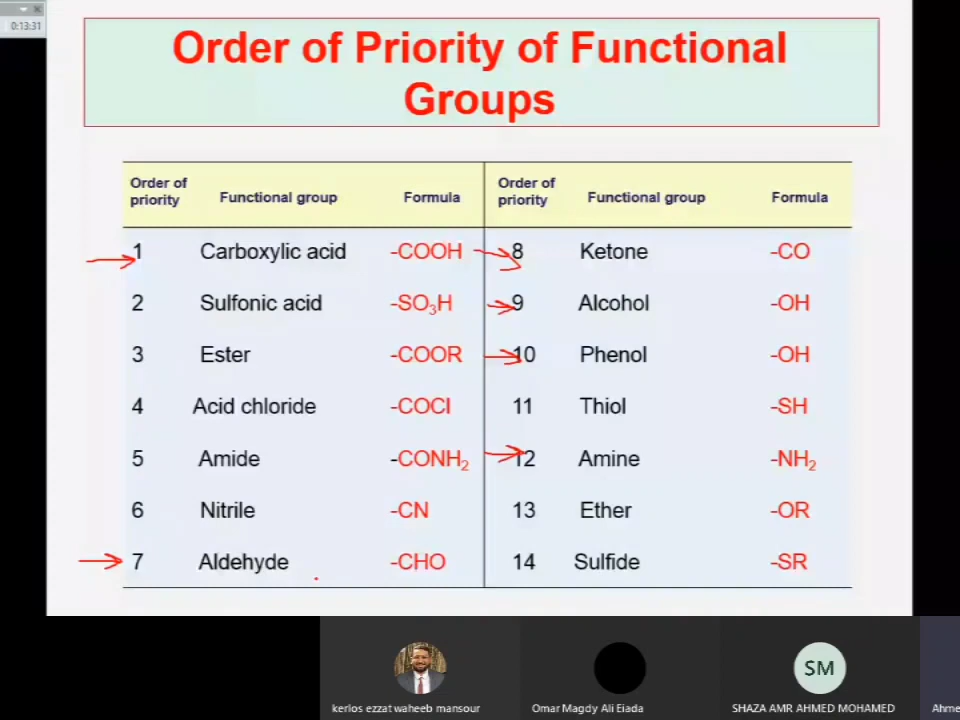 0:13:31
Order of Priority of Functional
Groups
Order of priority Functional group Formula Order of priority Functional group Formula
1 Carboxylic acid -COOH 8 Ketone -CO
2 Sulfonic acid -SO₃H 9 Alcohol -OH
3 Ester -COOR 10 Phenol -OH
4 Acid chloride -COCl 11 Thiol -SH
5 Amide -CONH₂ 12 Amine -NH₂
6 Nitrile -CN 13 Ether -OR
7 Aldehyde -CHO 14 Sulfide -SR
SM
kerlos ezzat waheeb mansour Omar Magdy Ali Eiada SHAZA AMR AHMED MOHAMED Ahme